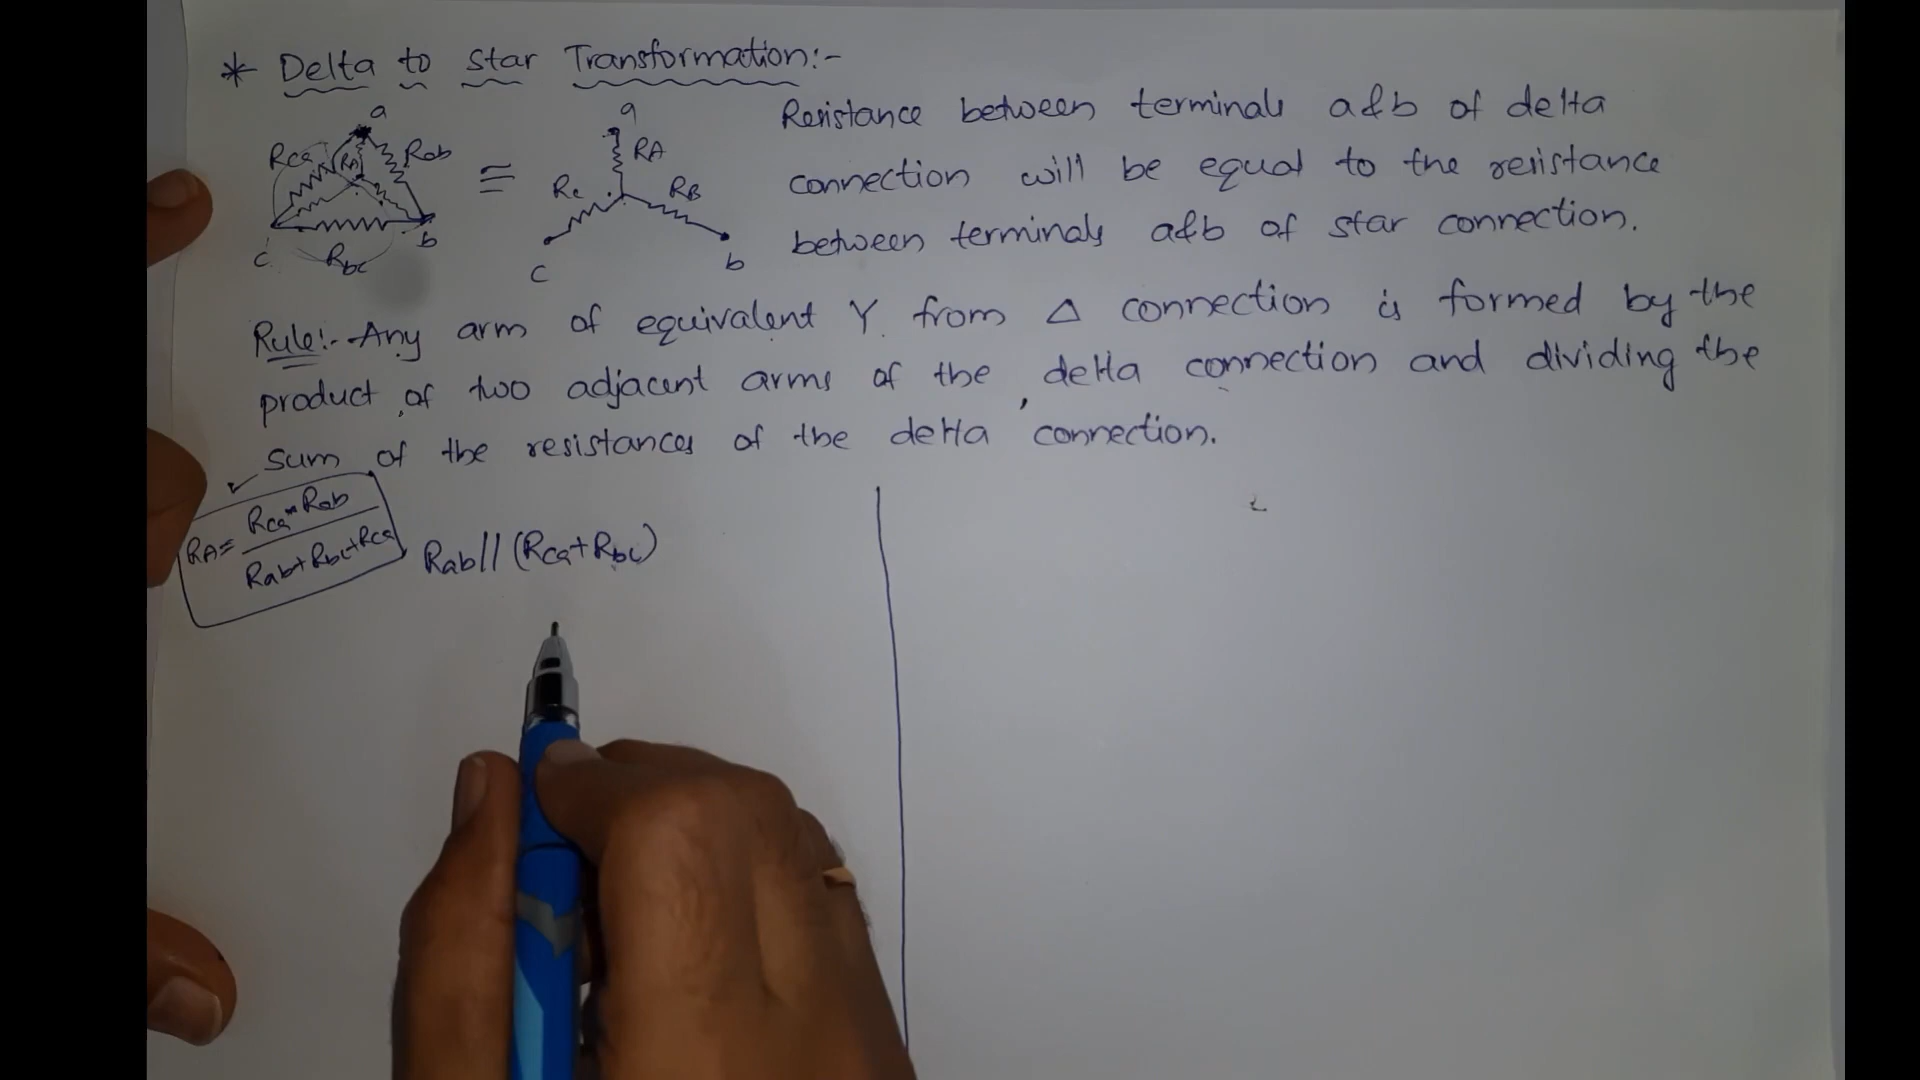 * Delta to Star Transformation:-
a
Rca RA Rab
c Rbc b
≡
a
RA
Rc RB
c b
Resistance between terminals a&b of delta
connection will be equal to the resistance
between terminals a&b of star connection.
Rule:- Any arm of equivalent Y from Δ connection is formed by the
product of two adjacent arms of the delta connection and dividing the
sum of the resistances of the delta connection.
RA = Rca*Rab / Rab+Rbc+Rca
Rab||(Rca+Rbc)